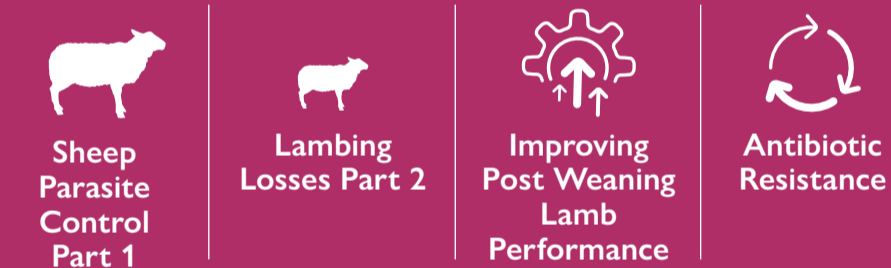 Sheep
Parasite
Control
Part 1
Lambing
Losses Part 2
Improving
Post Weaning
Lamb
Performance
Antibiotic
Resistance